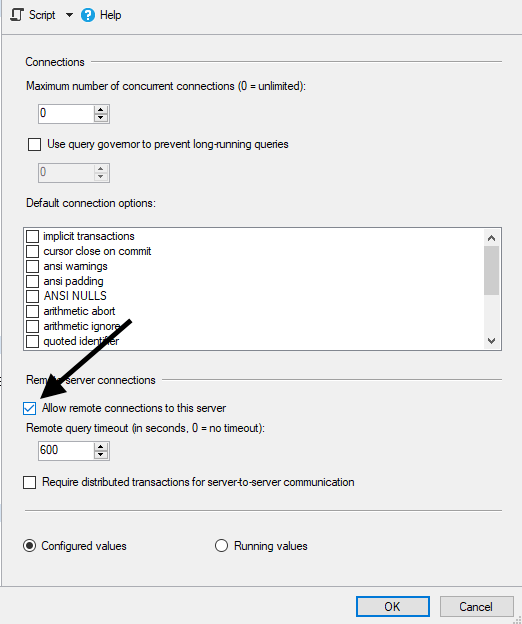 Script Help
Connections
Maximum number of concurrent connections (0 = unlimited):
0
Use query governor to prevent long-running queries
0
Default connection options:
implicit transactions
cursor close on commit
ansi warnings
ansi padding
ANSI NULLS
arithmetic abort
arithmetic ignore
quoted identifier
Remote server connections
Allow remote connections to this server
Remote query timeout (in seconds, 0 = no timeout):
600
Require distributed transactions for server-to-server communication
Configured values Running values
OK Cancel